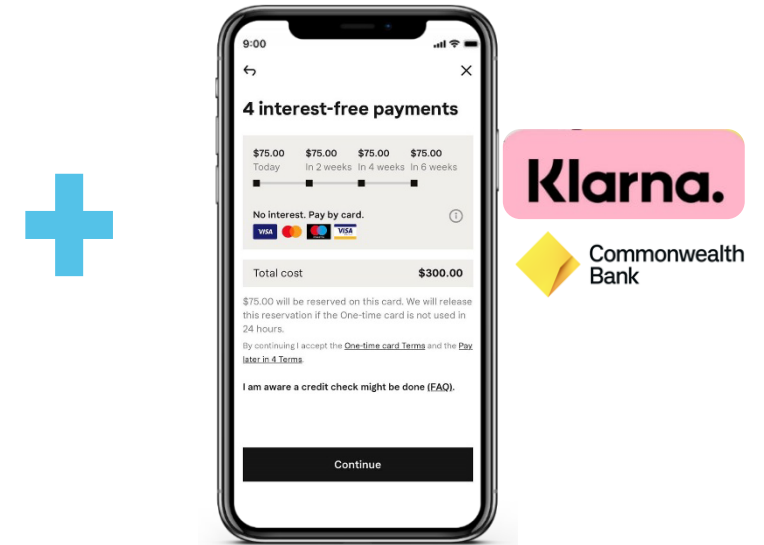 9:00
4 interest-free payments
$75.00 $75.00 $75.00 $75.00
Today In 2 weeks In 4 weeks In 6 weeks
No interest. Pay by card.
VISA VISA
Total cost $300.00
$75.00 will be reserved on this card. We will release
this reservation if the One-time card is not used in
24 hours.
By continuing I accept the One-time card Terms and the Pay
later in 4 Terms.
I am aware a credit check might be done (FAQ).
Continue
Klarna.
Commonwealth
Bank